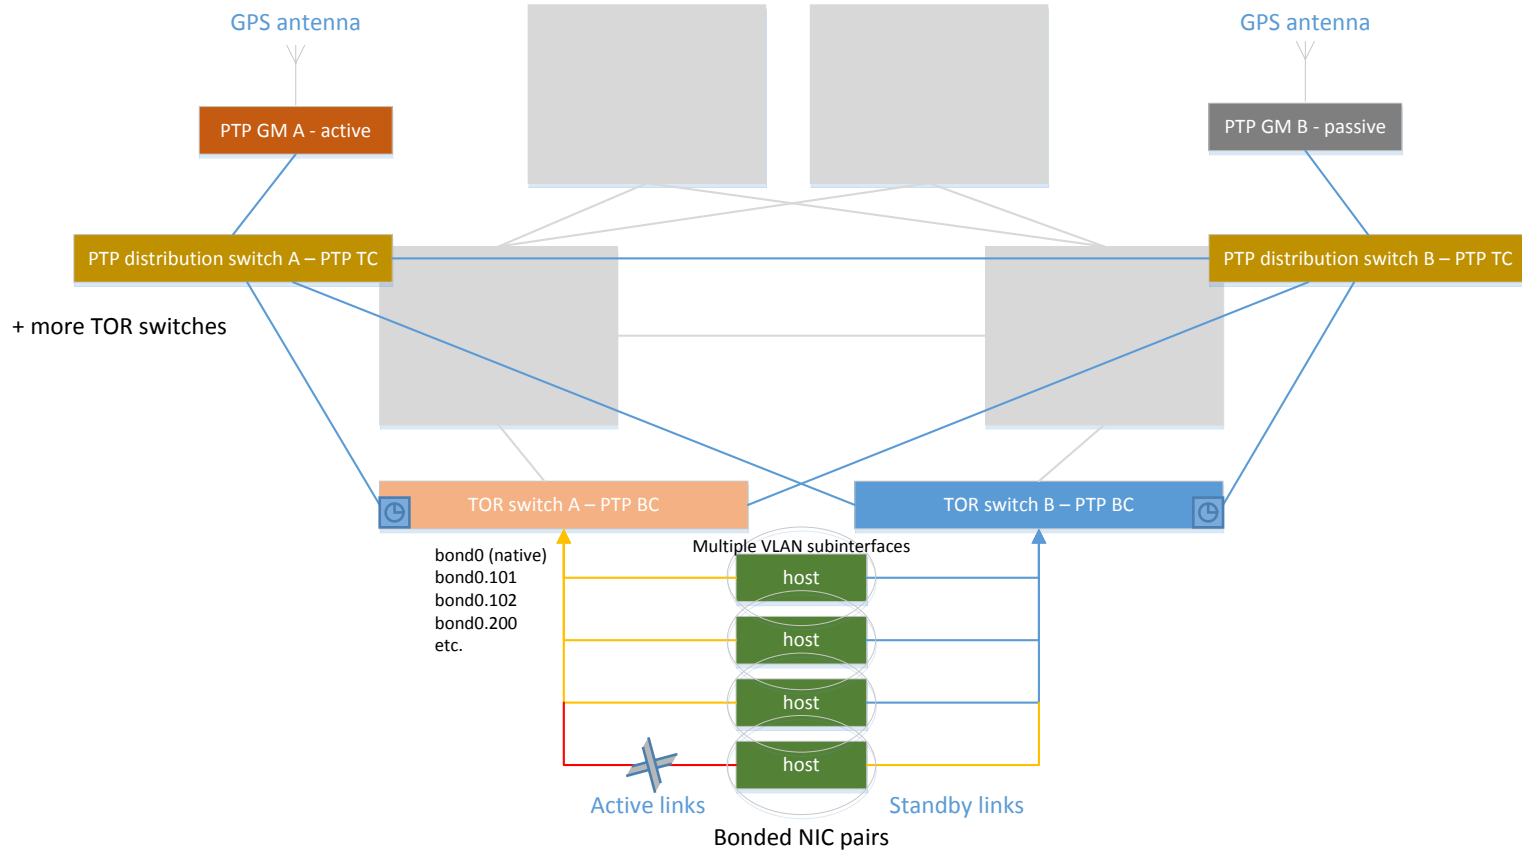 GPS antenna
GPS antenna
PTP GM A - active
PTP GM B - passive
PTP distribution switch A – PTP TC
PTP distribution switch B – PTP TC
+ more TOR switches
TOR switch A – PTP BC
TOR switch B – PTP BC
Multiple VLAN subinterfaces
bond0 (native)
bond0.101
bond0.102
bond0.200
etc.
host
host
host
host
Active links
Standby links
Bonded NIC pairs